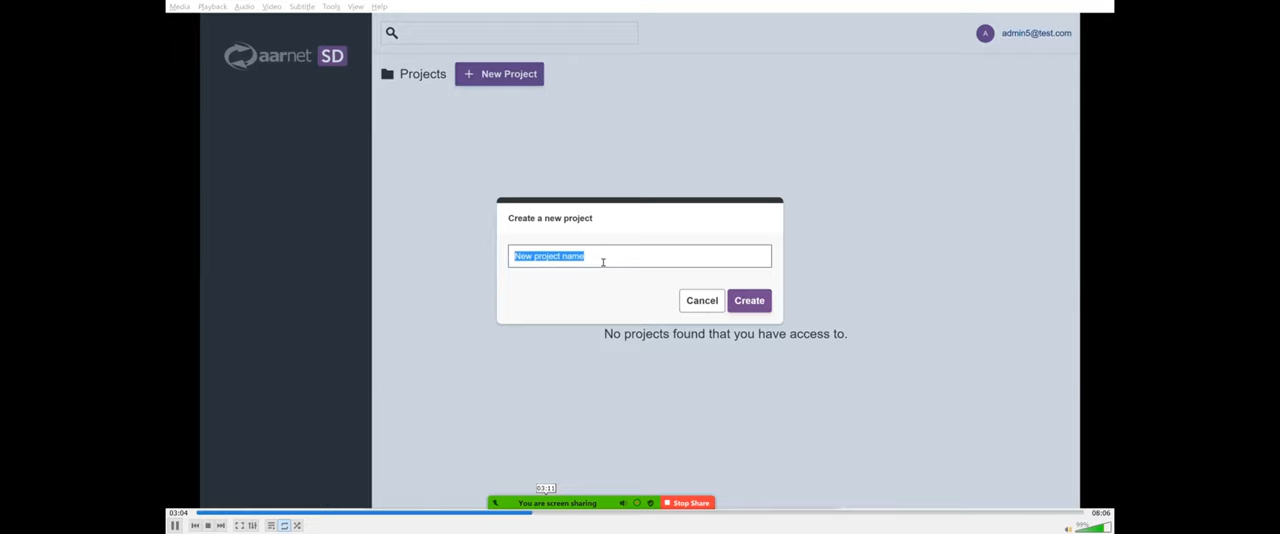 Media Playback Audio Video Subtitle Tools View Help
aarnet SD
A admin5@test.com
Projects + New Project
Create a new project
New project name
Cancel Create
No projects found that you have access to.
03:11
You are screen sharing Stop Share
03:04 08:06
99%